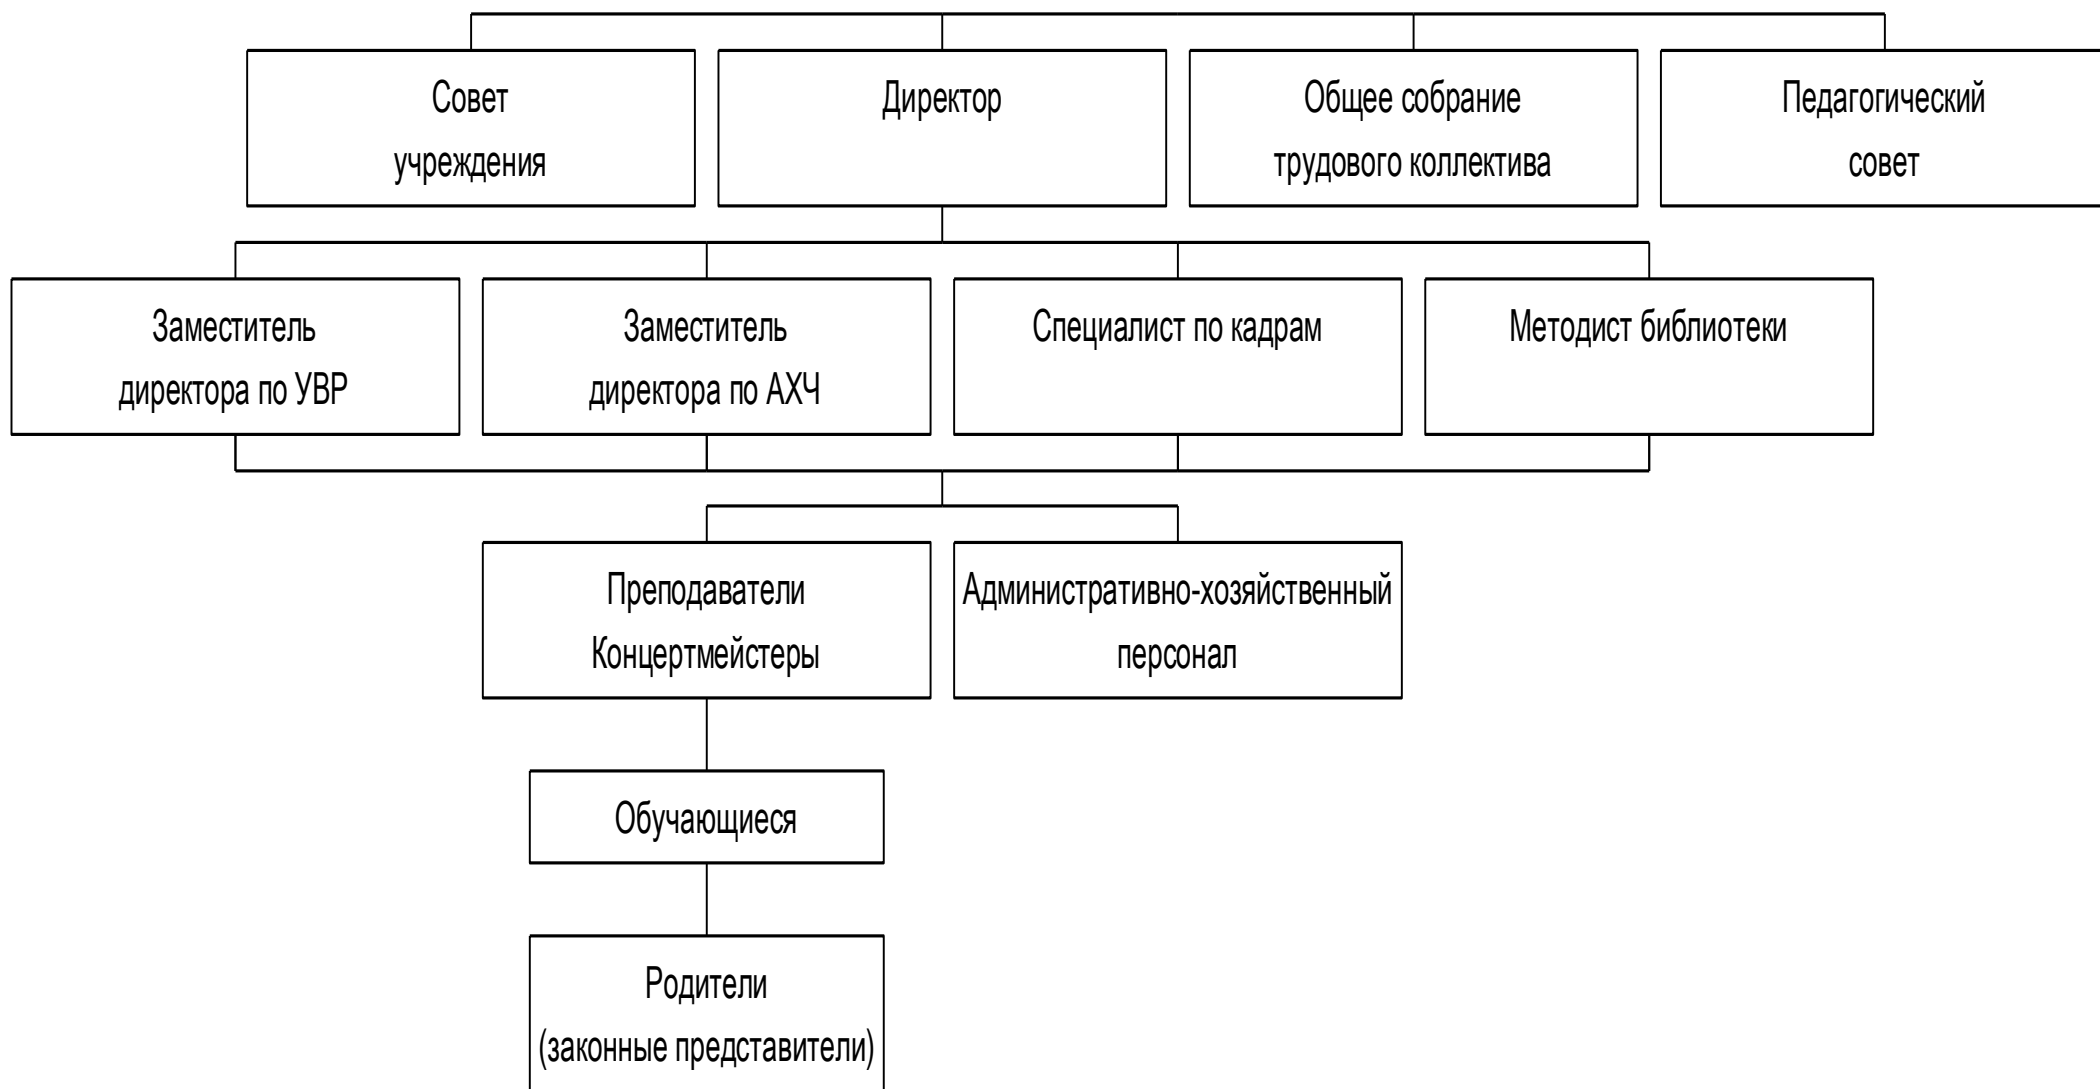 Совет
учреждения
Директор
Общее собрание
трудового коллектива
Педагогический
совет
Заместитель
директора по УВР
Заместитель
директора по АХЧ
Специалист по кадрам
Методист библиотеки
Преподаватели
Концертмейстеры
Административно-хозяйственный
персонал
Обучающиеся
Родители
(законные представители)